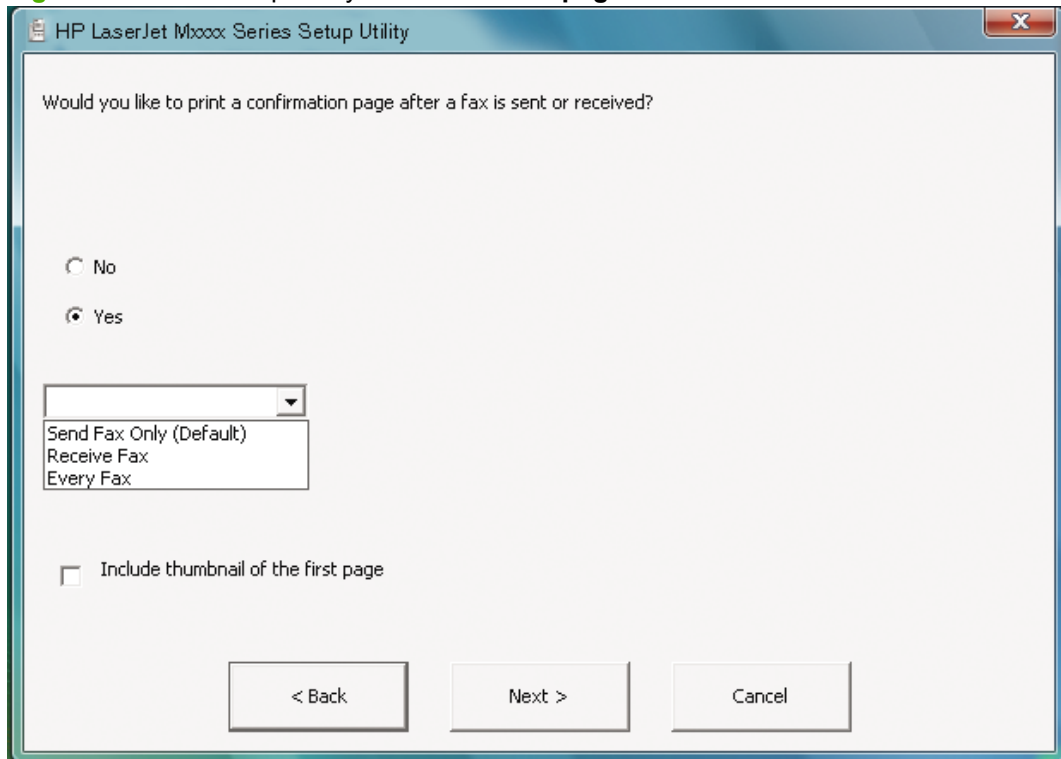 HP LaserJet Mxxxx Series Setup Utility
Would you like to print a confirmation page after a fax is sent or received?
No
Yes
Send Fax Only (Default)
Receive Fax
Every Fax
Include thumbnail of the first page
< Back
Next >
Cancel